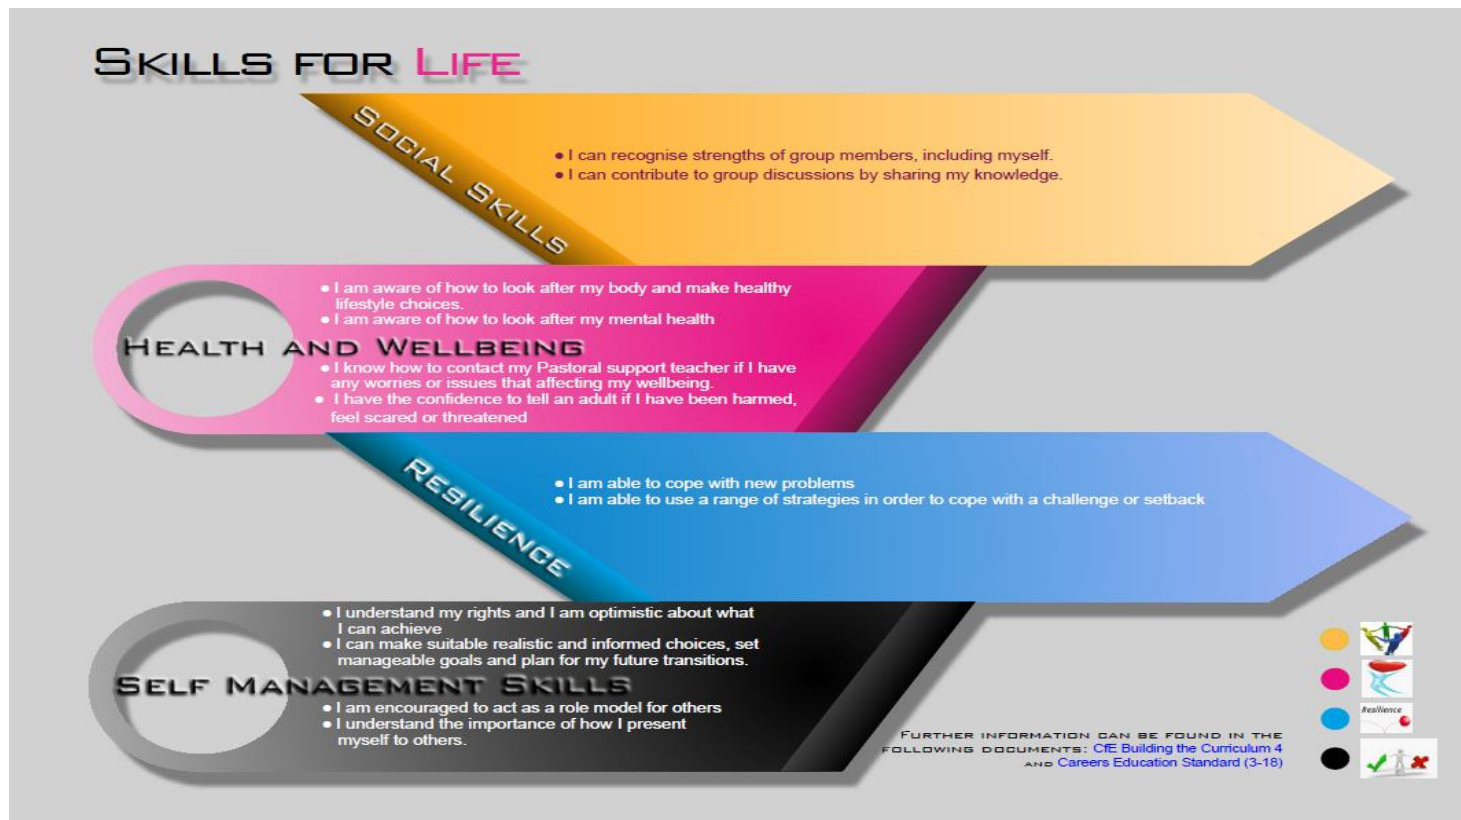 SKILLS FOR LIFE
SOCIAL SKILLS
● I can recognise strengths of group members, including myself.
● I can contribute to group discussions by sharing my knowledge.
● I am aware of how to look after my body and make healthy
lifestyle choices.
● I am aware of how to look after my mental health
HEALTH AND WELLBEING
● I know how to contact my Pastoral support teacher if I have
any worries or issues that affecting my wellbeing.
● I have the confidence to tell an adult if I have been harmed,
feel scared or threatened
RESILIENCE
● I am able to cope with new problems
● I am able to use a range of strategies in order to cope with a challenge or setback
● I understand my rights and I am optimistic about what
I can achieve
● I can make suitable realistic and informed choices, set
manageable goals and plan for my future transitions.
SELF MANAGEMENT SKILLS
● I am encouraged to act as a role model for others
● I understand the importance of how I present
myself to others.
FURTHER INFORMATION CAN BE FOUND IN THE
FOLLOWING DOCUMENTS: CfE Building the Curriculum 4
AND Careers Education Standard (3-18)
Resilience